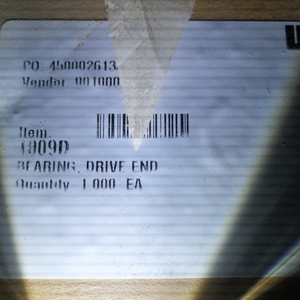 PO. 450002613
Vendor 001000
Item:
1009D
BEARING, DRIVE END
Quantity 1.000 EA